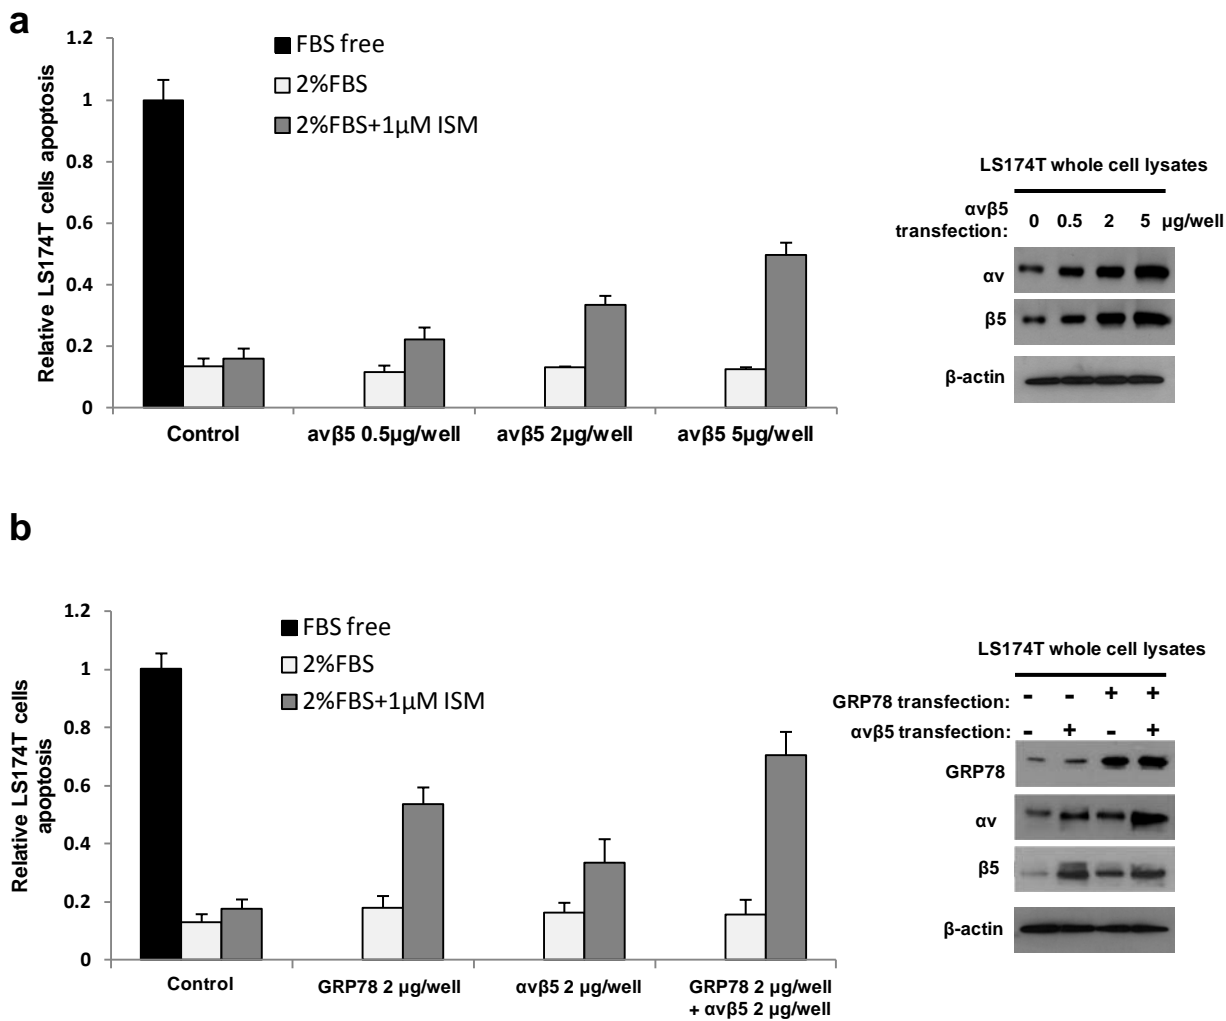 a
1.2
1
0.8
0.6
0.4
0.2
0
Relative LS174T cells apoptosis
FBS free
2%FBS
2%FBS+1µM ISM
Control
avβ5 0.5µg/well
avβ5 2µg/well
avβ5 5µg/well
LS174T whole cell lysates
αvβ5
transfection:
0 0.5 2 5 µg/well
αv
β5
β-actin
b
1.2
1
0.8
0.6
0.4
0.2
0
Relative LS174T cells
apoptosis
FBS free
2%FBS
2%FBS+1µM ISM
Control
GRP78 2 µg/well
αvβ5 2 µg/well
GRP78 2 µg/well
+ αvβ5 2 µg/well
LS174T whole cell lysates
GRP78 transfection: - - + +
αvβ5 transfection: - + - +
GRP78
αv
β5
β-actin